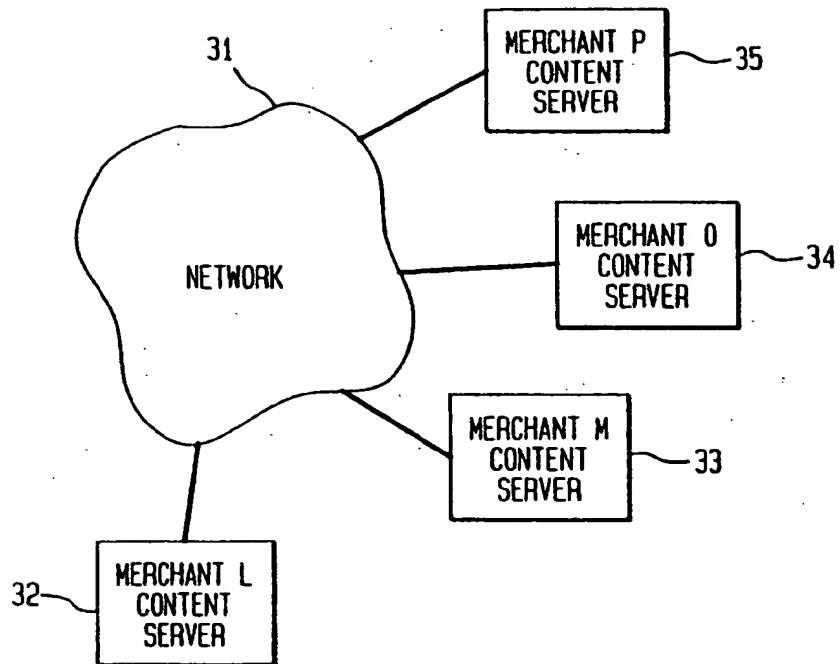 31
MERCHANT P
CONTENT
SERVER
35
NETWORK
MERCHANT O
CONTENT
SERVER
34
MERCHANT M
CONTENT
SERVER
33
32
MERCHANT L
CONTENT
SERVER